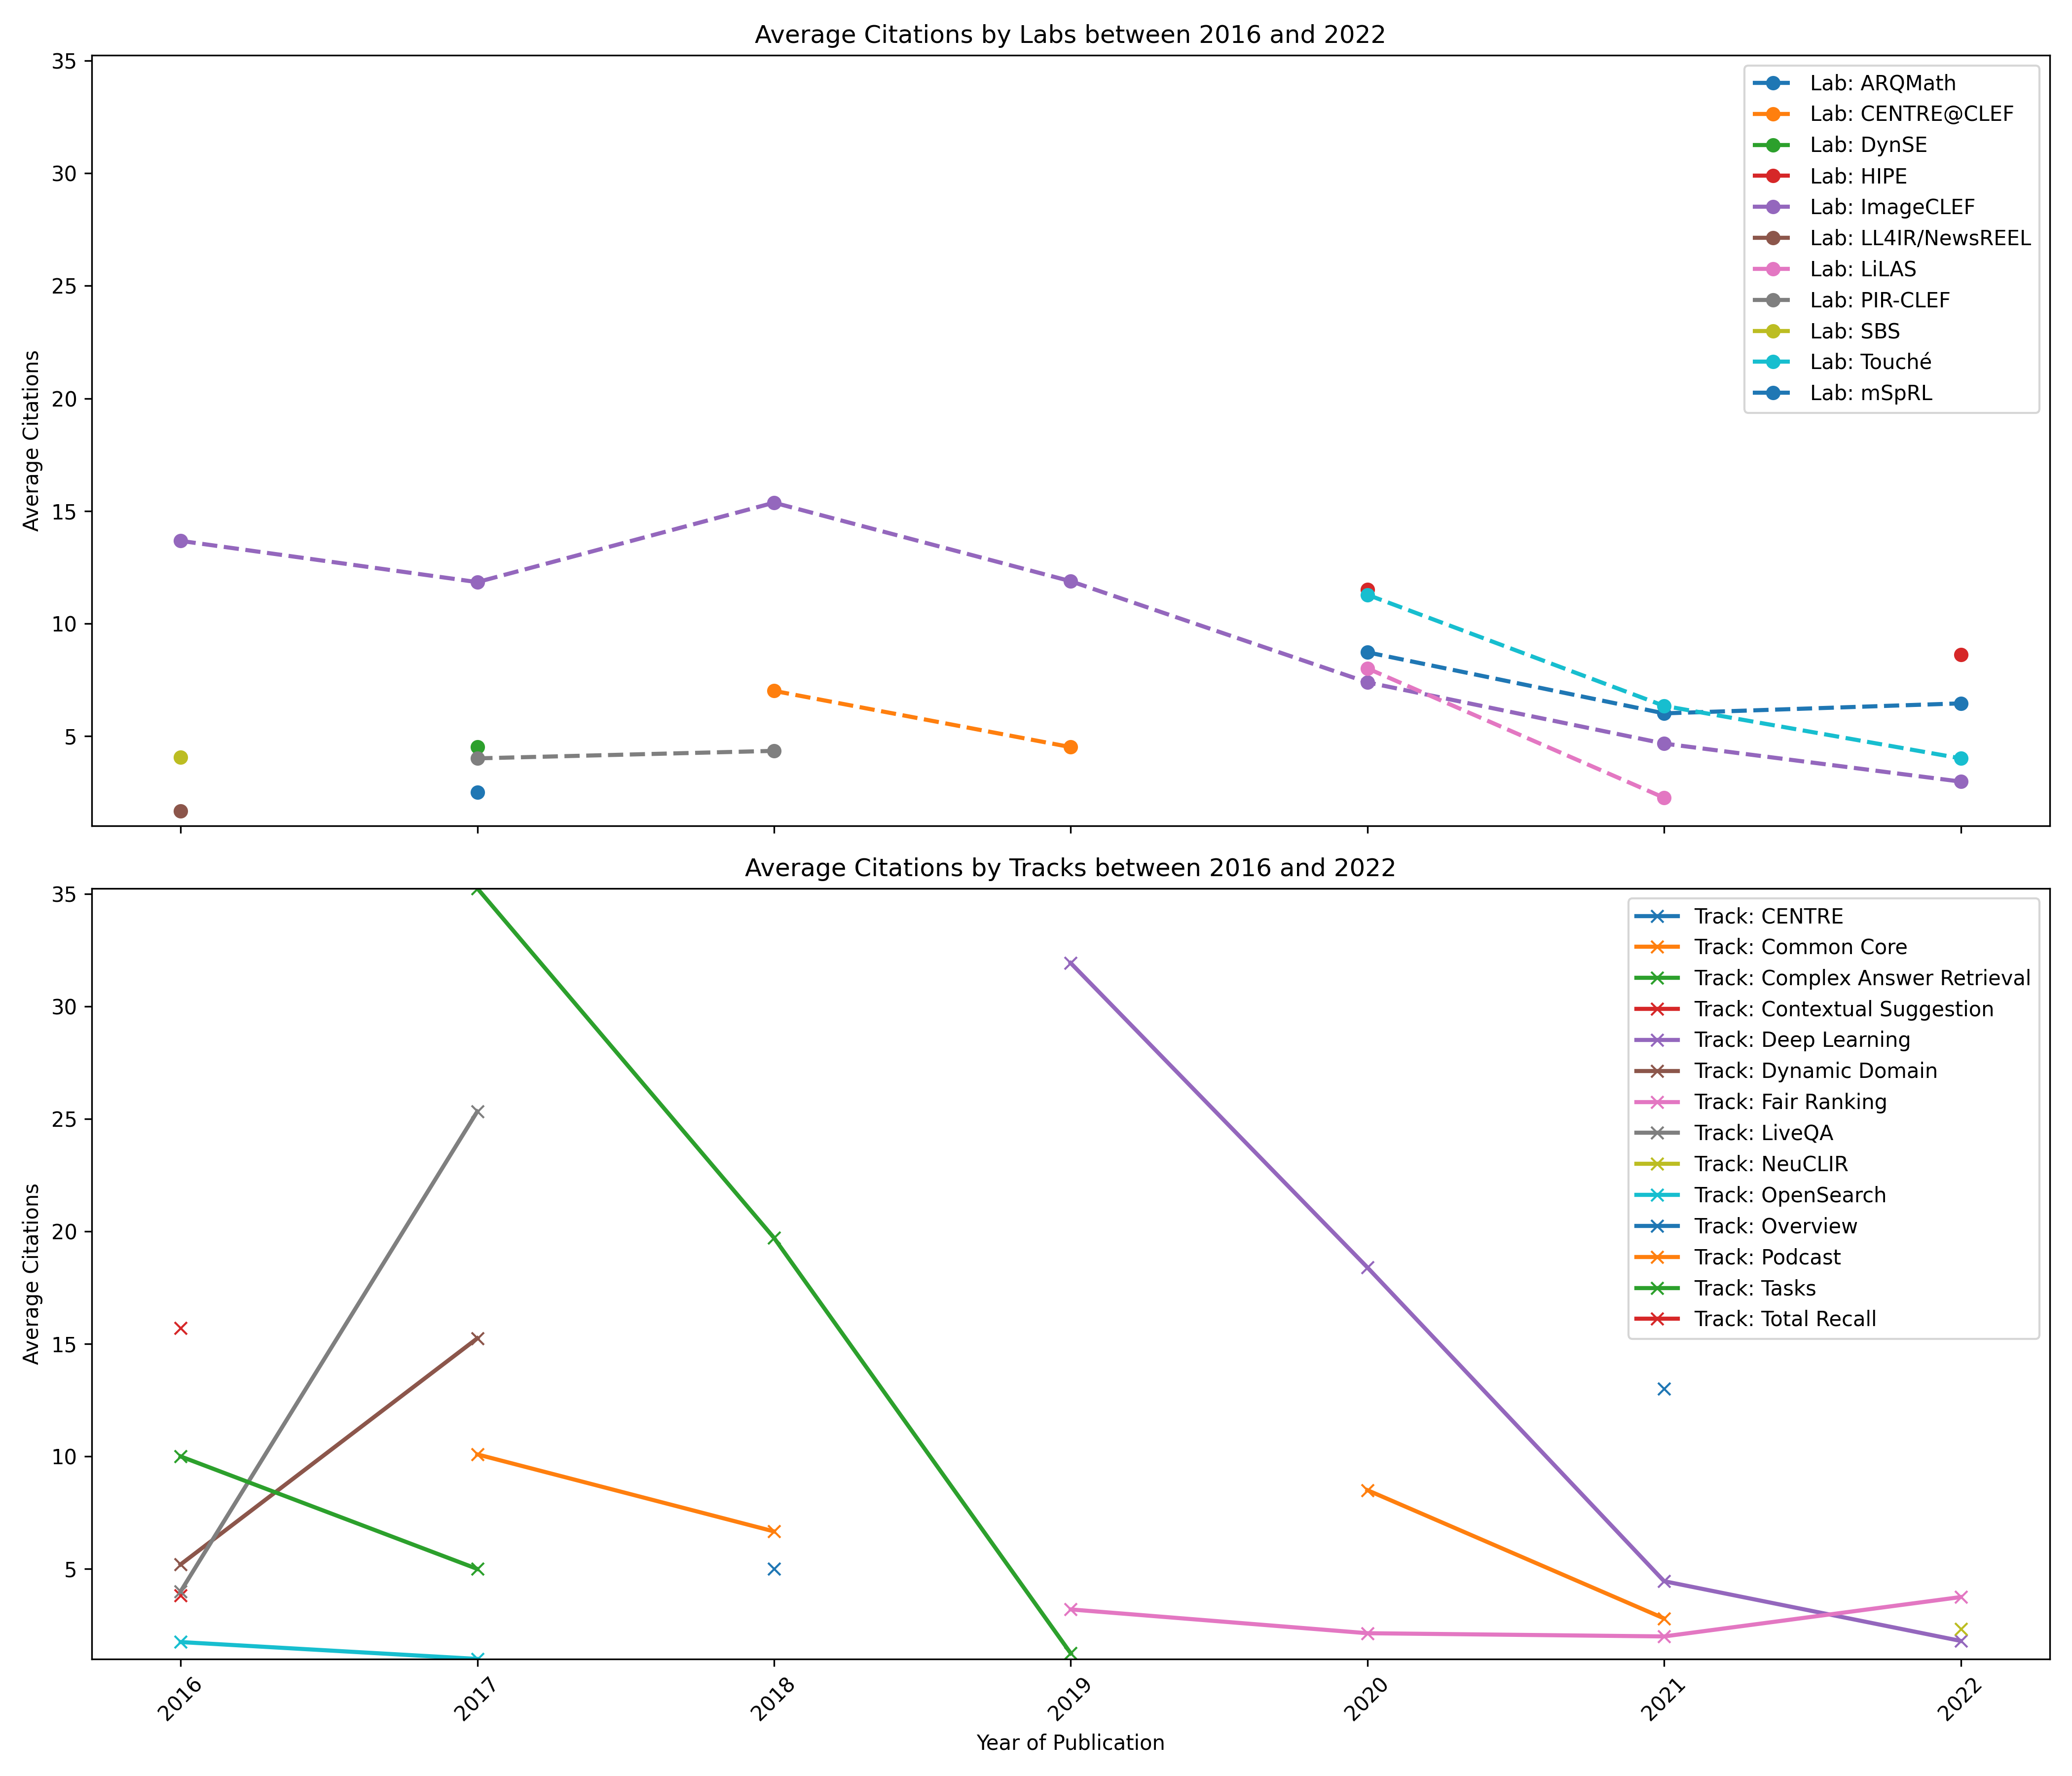 Average Citations by Labs between 2016 and 2022
35
30
25
20
15
10
5
Average Citations
Lab: ARQMath
Lab: CENTRE@CLEF
Lab: DynSE
Lab: HIPE
Lab: ImageCLEF
Lab: LL4IR/NewsREEL
Lab: LiLAS
Lab: PIR-CLEF
Lab: SBS
Lab: Touché
Lab: mSpRL
Average Citations by Tracks between 2016 and 2022
35
30
25
20
15
10
5
Average Citations
Track: CENTRE
Track: Common Core
Track: Complex Answer Retrieval
Track: Contextual Suggestion
Track: Deep Learning
Track: Dynamic Domain
Track: Fair Ranking
Track: LiveQA
Track: NeuCLIR
Track: OpenSearch
Track: Overview
Track: Podcast
Track: Tasks
Track: Total Recall
2016
2017
2018
2019
2020
2021
2022
Year of Publication